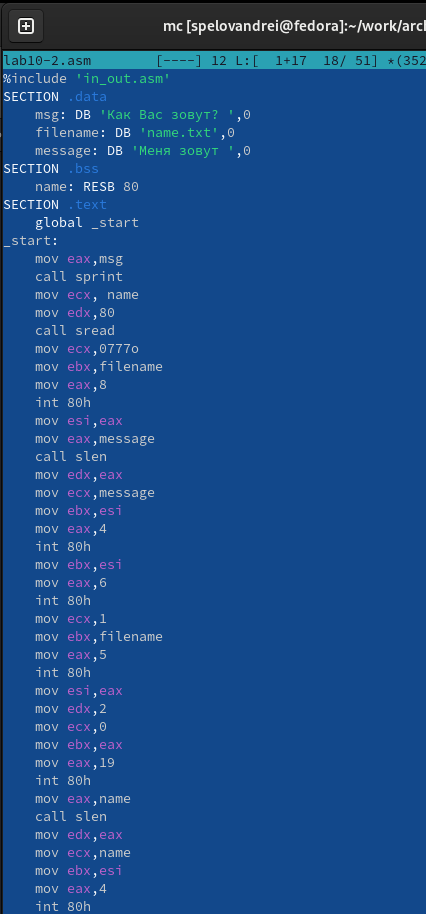 mc [spelovandrei@fedora]:~/work/arch
lab10-2.asm [----] 12 L:[ 1+17 18/ 51] *(352
%include 'in_out.asm'
SECTION .data
msg: DB 'Как Вас зовут? ',0
filename: DB 'name.txt',0
message: DB 'Меня зовут ',0
SECTION .bss
name: RESB 80
SECTION .text
global _start
_start:
mov eax,msg
call sprint
mov ecx, name
mov edx,80
call sread
mov ecx,0777o
mov ebx,filename
mov eax,8
int 80h
mov esi,eax
mov eax,message
call slen
mov edx,eax
mov ecx,message
mov ebx,esi
mov eax,4
int 80h
mov ebx,esi
mov eax,6
int 80h
mov ecx,1
mov ebx,filename
mov eax,5
int 80h
mov esi,eax
mov edx,2
mov ecx,0
mov ebx,eax
mov eax,19
int 80h
mov eax,name
call slen
mov edx,eax
mov ecx,name
mov ebx,esi
mov eax,4
int 80h